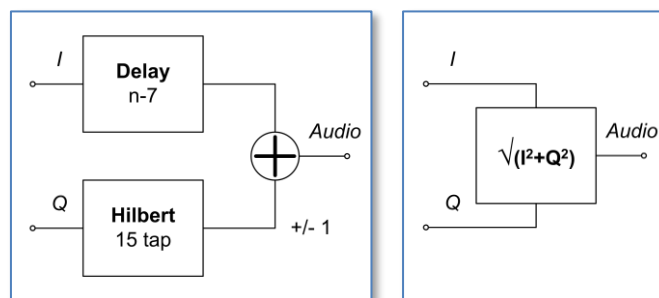 I
Delay
n-7
Audio
Q
Hilbert
15 tap
+/- 1
I
√(I²+Q²)
Audio
Q